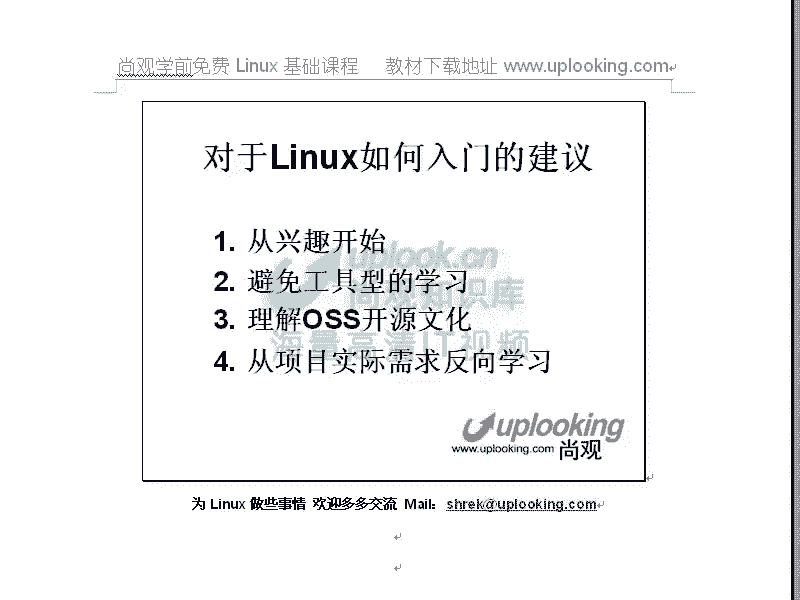 尚观学前免费 Linux 基础课程 教材下载地址 www.uplooking.com
对于Linux如何入门的建议
1. 从兴趣开始
uplook.cn
2. 避免工具型的学习
尚观知识库
3. 理解OSS开源文化
海量高清IT视频
4. 从项目实际需求反向学习
uplooking
www.uplooking.com 尚观
为 Linux 做些事情 欢迎多多交流 Mail： shrek@uplooking.com